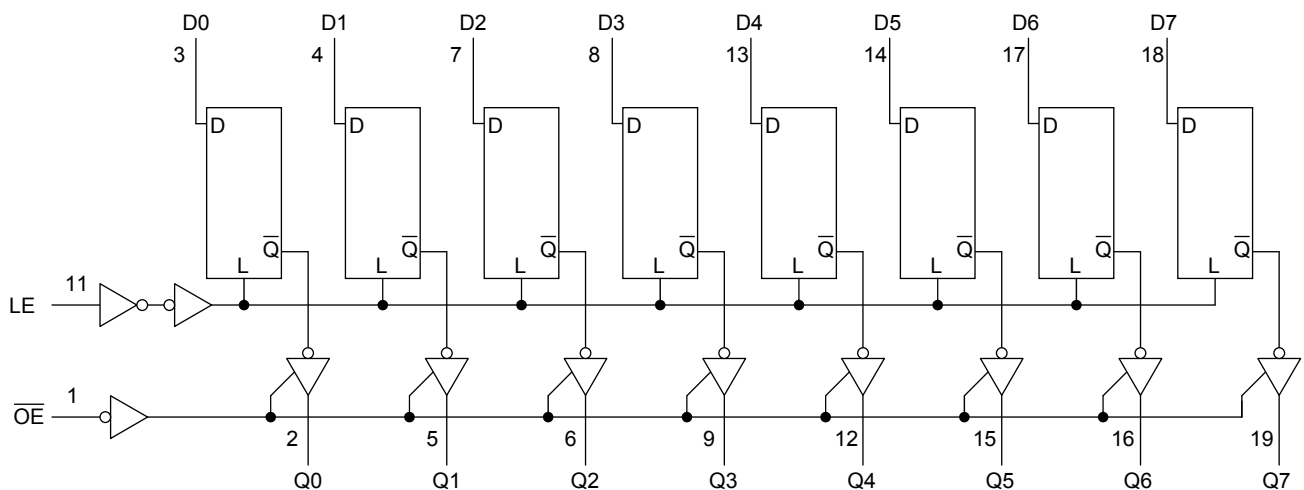 D0 D1 D2 D3 D4 D5 D6 D7
3 4 7 8 13 14 17 18
D D D D D D D D
Q̅ Q̅ Q̅ Q̅ Q̅ Q̅ Q̅ Q̅
L L L L L L L L
11
LE
1
O̅E̅
2 5 6 9 12 15 16 19
Q0 Q1 Q2 Q3 Q4 Q5 Q6 Q7